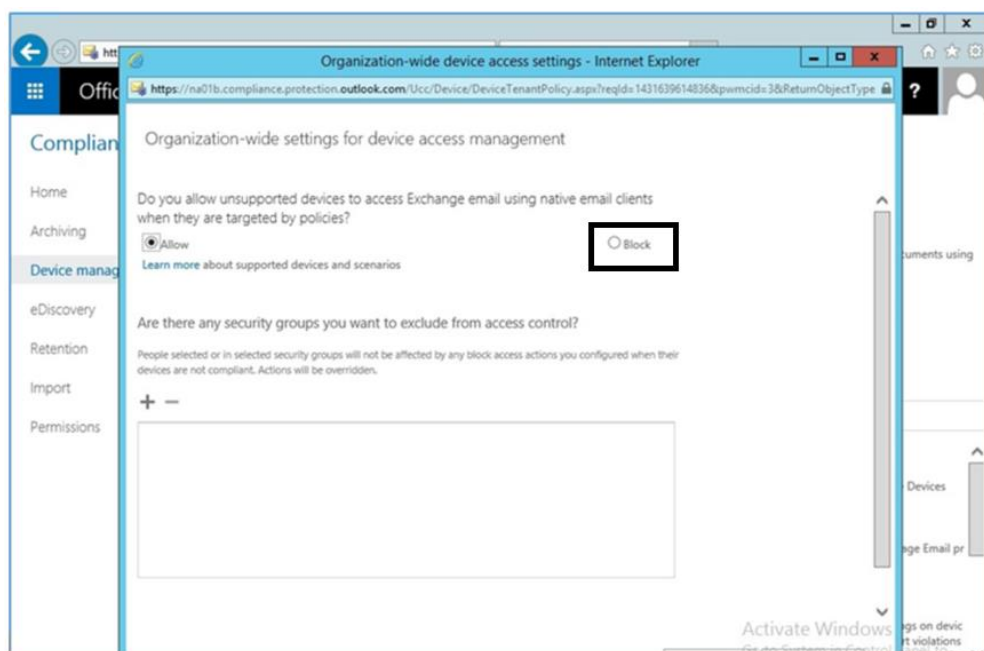 htt
Organization-wide device access settings - Internet Explorer
https://na01b.compliance.protection.outlook.com/Ucc/Device/DeviceTenantPolicy.aspx?reqId=1431639614836&pwmcid=3&ReturnObjectType
Offic
?
Complian
Organization-wide settings for device access management
Home
Do you allow unsupported devices to access Exchange email using native email clients
when they are targeted by policies?
Archiving
Allow
Block
Learn more about supported devices and scenarios
cuments using
Device manag
eDiscovery
Are there any security groups you want to exclude from access control?
Retention
People selected or in selected security groups will not be affected by any block access actions you configured when their
devices are not compliant. Actions will be overridden.
Import
Permissions
Devices
age Email pr
Activate Windows
ngs on devic
rt violations